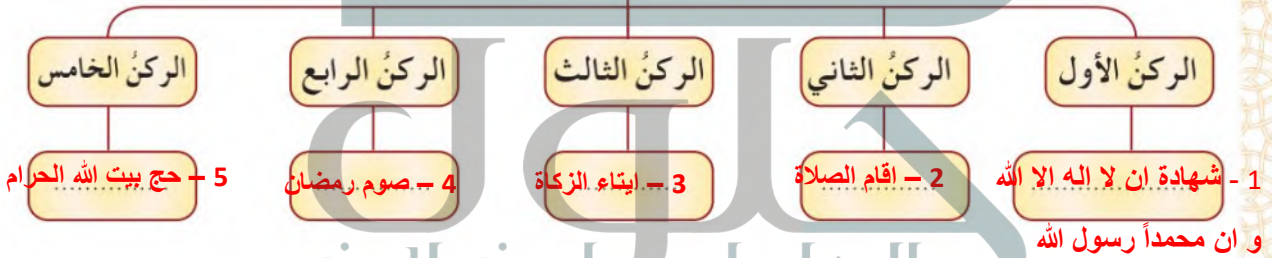 الركنُ الأول
الركنُ الثاني
الركنُ الثالث
الركنُ الرابع
الركنُ الخامس
1 - شهادة ان لا اله الا الله
و ان محمداً رسول الله
2 – اقام الصلاة
3 – ايتاء الزكاة
4 – صوم رمضان
5 – حج بيت الله الحرام
حلول